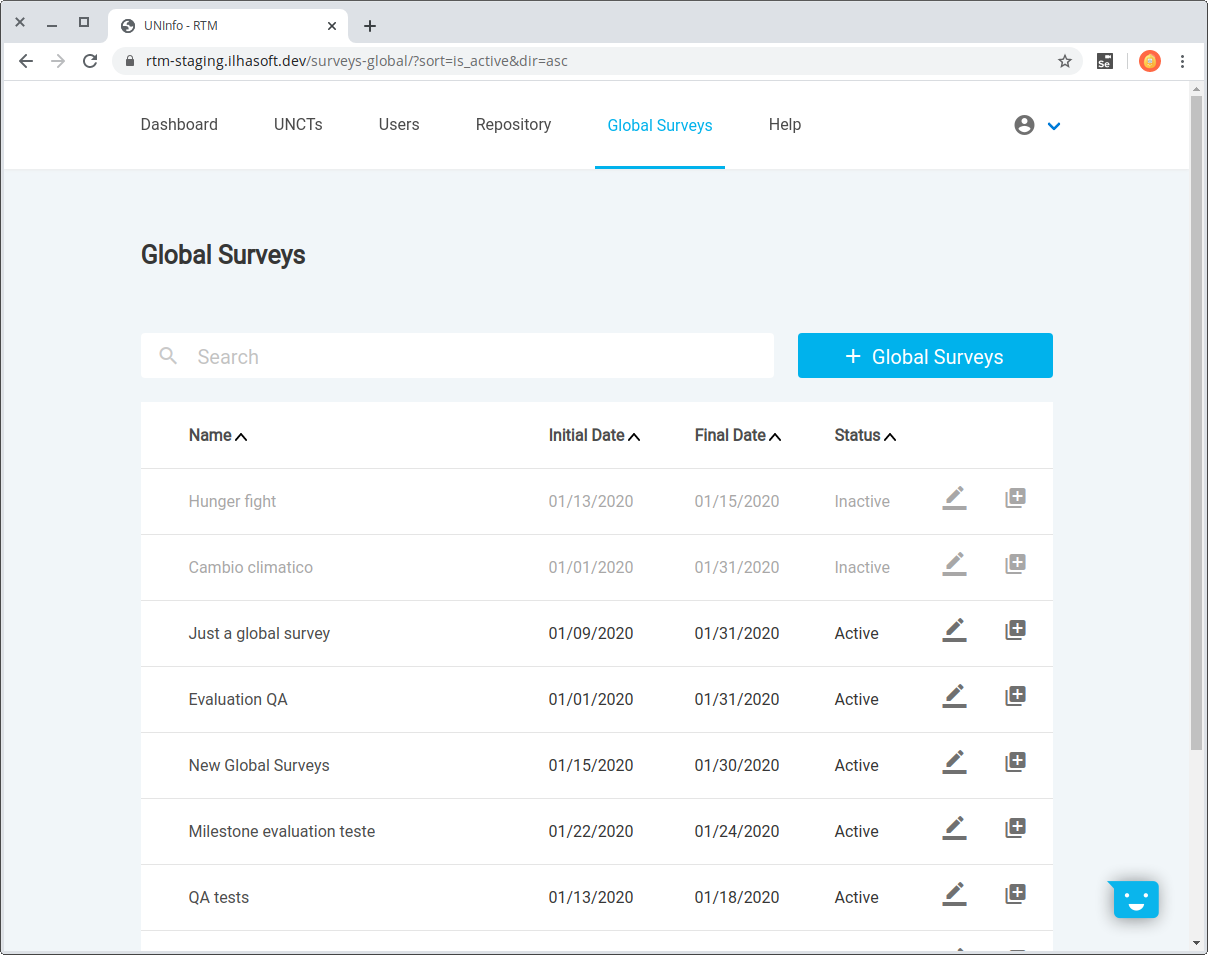 UNInfo - RTM
rtm-staging.ilhasoft.dev/surveys-global/?sort=is_active&dir=asc
Se
Dashboard UNCTs Users Repository Global Surveys Help
Global Surveys
Search
+ Global Surveys
Name Initial Date Final Date Status
Hunger fight 01/13/2020 01/15/2020 Inactive
Cambio climatico 01/01/2020 01/31/2020 Inactive
Just a global survey 01/09/2020 01/31/2020 Active
Evaluation QA 01/01/2020 01/31/2020 Active
New Global Surveys 01/15/2020 01/30/2020 Active
Milestone evaluation teste 01/22/2020 01/24/2020 Active
QA tests 01/13/2020 01/18/2020 Active